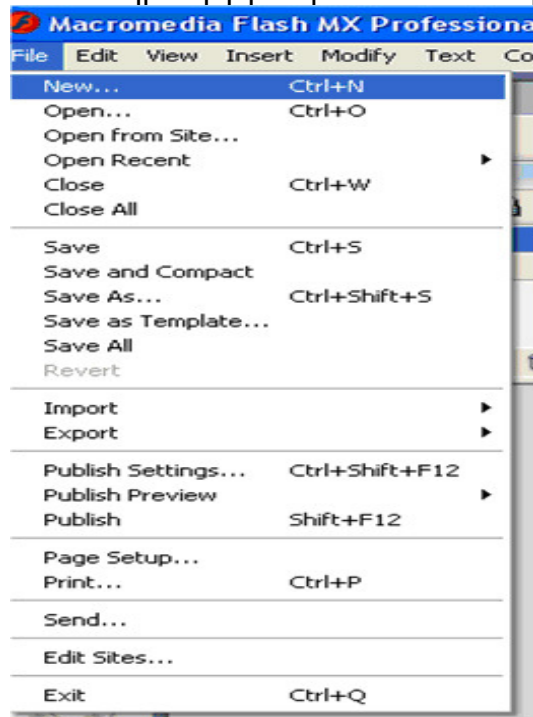 Macromedia Flash MX Professiona
File Edit View Insert Modify Text Co
New... Ctrl+N
Open... Ctrl+O
Open from Site...
Open Recent
Close Ctrl+W
Close All
Save Ctrl+S
Save and Compact
Save As... Ctrl+Shift+S
Save as Template...
Save All
Revert
Import
Export
Publish Settings... Ctrl+Shift+F12
Publish Preview
Publish Shift+F12
Page Setup...
Print... Ctrl+P
Send...
Edit Sites...
Exit Ctrl+Q